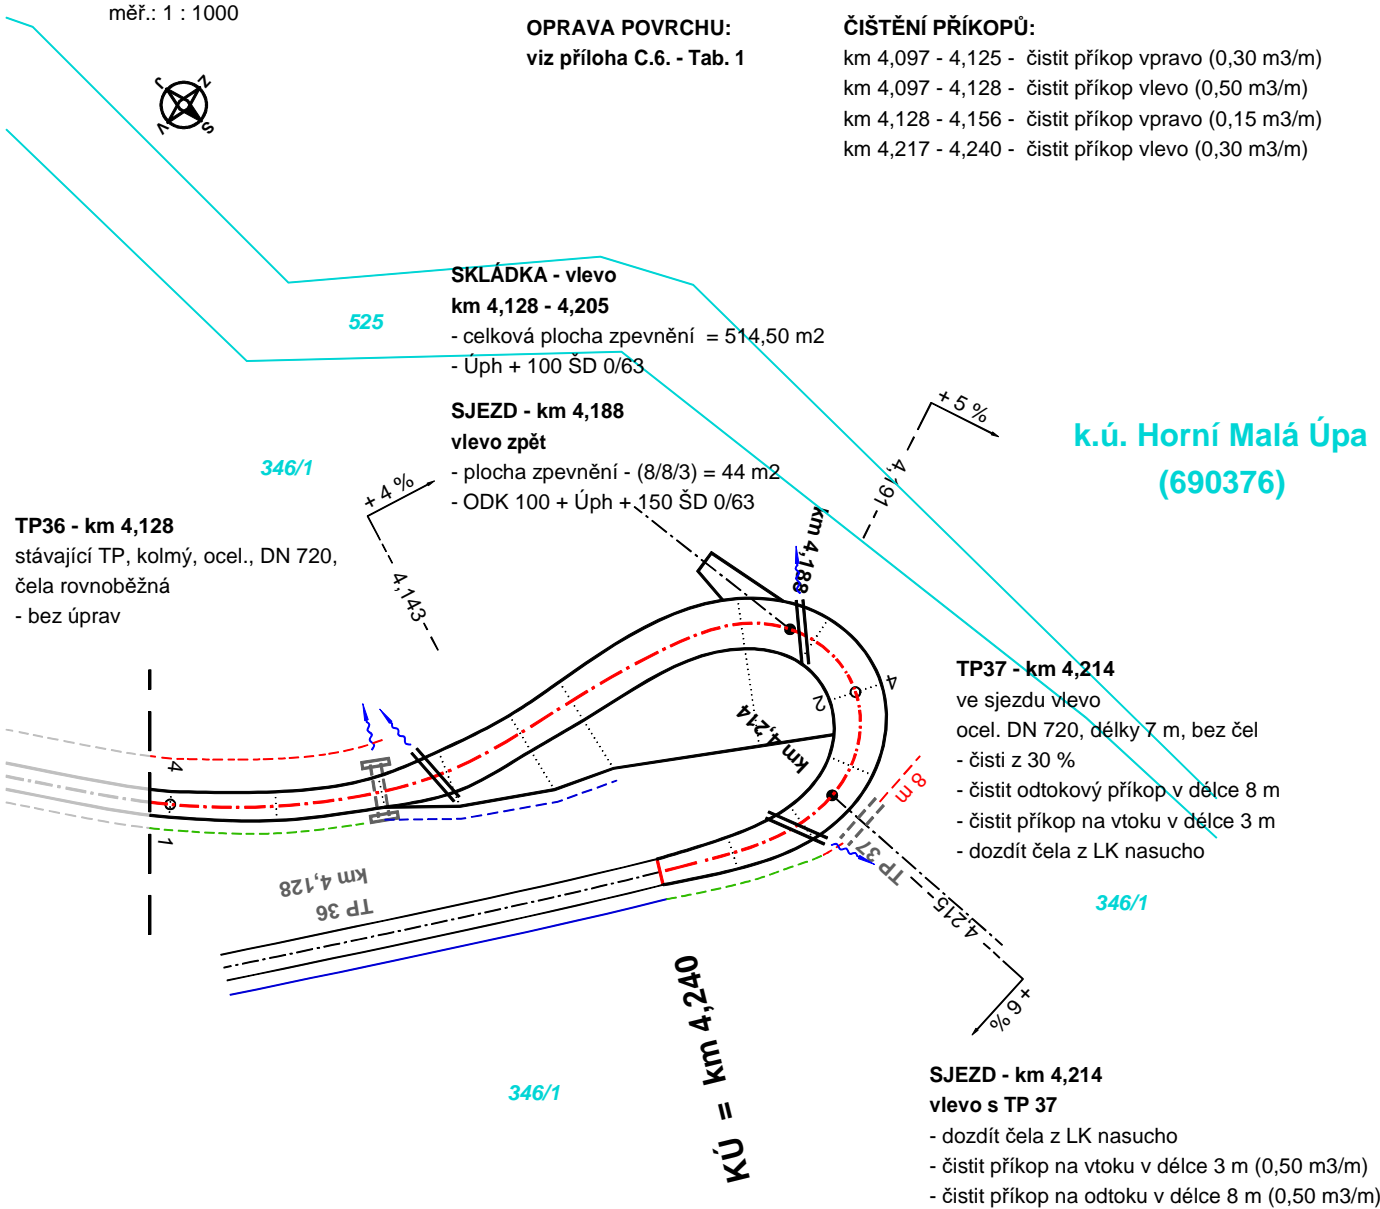 měř.: 1 : 1000
OPRAVA POVRCHU:
viz příloha C.6. - Tab. 1
ČIŠTĚNÍ PŘÍKOPŮ:
km 4,097 - 4,125 -  čistit příkop vpravo (0,30 m3/m)
km 4,097 - 4,128 -  čistit příkop vlevo (0,50 m3/m)
km 4,128 - 4,156 -  čistit příkop vpravo (0,15 m3/m)
km 4,217 - 4,240 -  čistit příkop vlevo (0,30 m3/m)
J
Z
V
S
SKLÁDKA - vlevo
km 4,128 - 4,205
- celková plocha zpevnění  = 514,50 m2
- Úph + 100 ŠD 0/63
525
SJEZD - km 4,188
vlevo zpět
- plocha zpevnění - (8/8/3) = 44 m2
- ODK 100 + Úph + 150 ŠD 0/63
346/1
+ 4 %
4,143
+ 5 %
4,191
k.ú. Horní Malá Úpa
(690376)
TP36 - km 4,128
stávající TP, kolmý, ocel., DN 720,
čela rovnoběžná
- bez úprav
km 4,188
TP37 - km 4,214
ve sjezdu vlevo
ocel. DN 720, délky 7 m, bez čel
- čisti z 30 %
- čistit odtokový příkop v délce 8 m
- čistit příkop na vtoku v délce 3 m
- dozdít čela z LK nasucho
4
2
km 4,214
4
1
8 m
TP 37
TP 36
km 4,128
4,215
346/1
+ 6 %
KÚ = km 4,240
346/1
SJEZD - km 4,214
vlevo s TP 37
- dozdít čela z LK nasucho
- čistit příkop na vtoku v délce 3 m (0,50 m3/m)
- čistit příkop na odtoku v délce 8 m (0,50 m3/m)